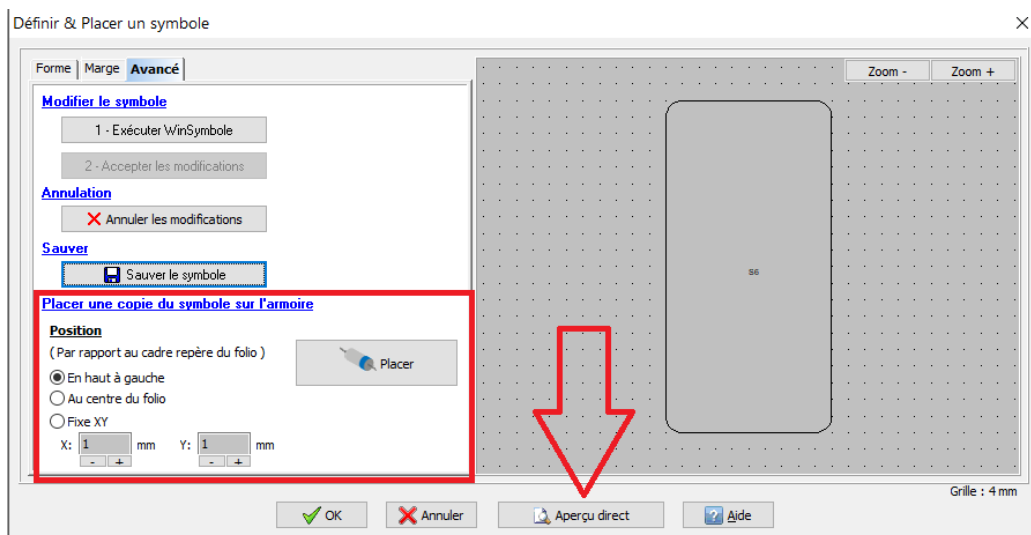 Définir & Placer un symbole
Forme Marge Avancé
Zoom - Zoom +
Modifier le symbole
1 - Exécuter WinSymbole
2 - Accepter les modifications
Annulation
Annuler les modifications
Sauver
Sauver le symbole
S6
Placer une copie du symbole sur l'armoire
Position
( Par rapport au cadre repère du folio )
Placer
En haut à gauche
Au centre du folio
Fixe XY
X: 1 mm Y: 1 mm
- + - +
Grille : 4 mm
OK Annuler Aperçu direct Aide